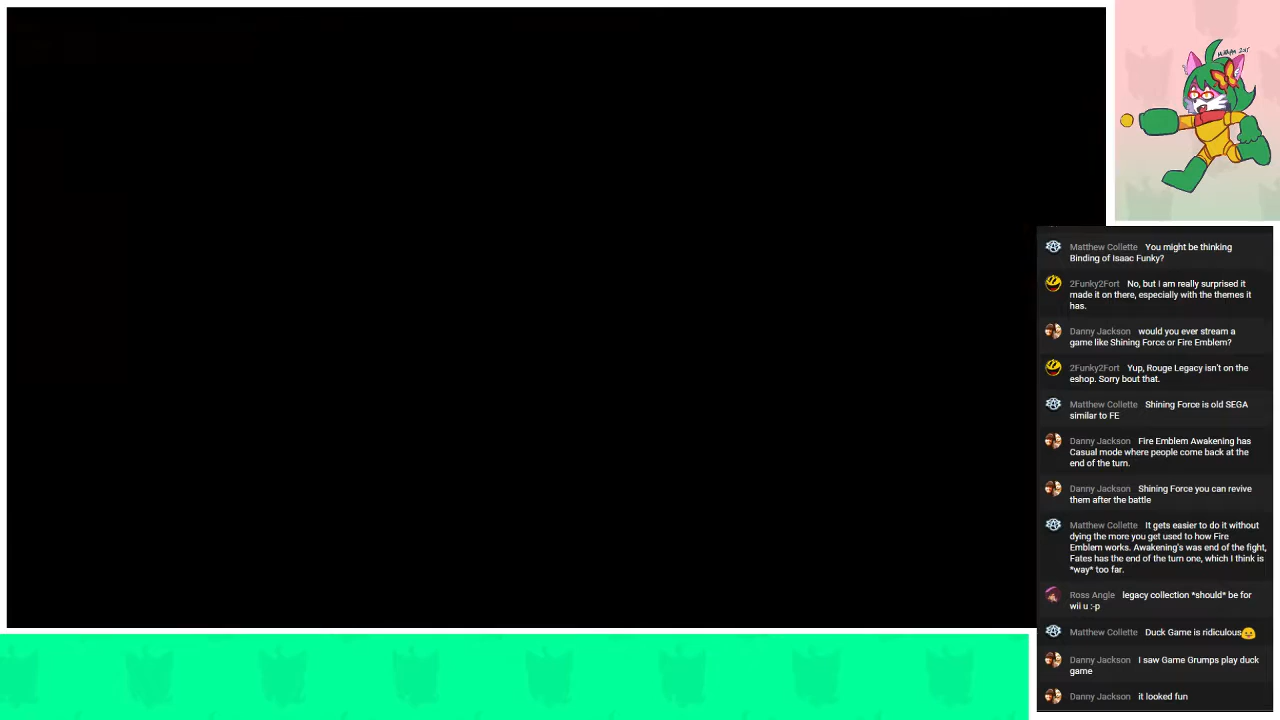 Matthew Collette You might be thinking
Binding of Isaac Funky?
2Funky2Fort No, but I am really surprised it
made it on there, especially with the themes it
has.
Danny Jackson would you ever stream a
game like Shining Force or Fire Emblem?
2Funky2Fort Yup, Rouge Legacy isn't on the
eshop. Sorry bout that.
Matthew Collette Shining Force is old SEGA
similar to FE
Danny Jackson Fire Emblem Awakening has
Casual mode where people come back at the
end of the turn.
Danny Jackson Shining Force you can revive
them after the battle
Matthew Collette It gets easier to do it without
dying the more you get used to how Fire
Emblem works. Awakening's was end of the fight,
Fates has the end of the turn one, which I think is
*way* too far.
Ross Angle legacy collection *should* be for
wii u :-p
Matthew Collette Duck Game is ridiculous
Danny Jackson I saw Game Grumps play duck
game
Danny Jackson it looked fun